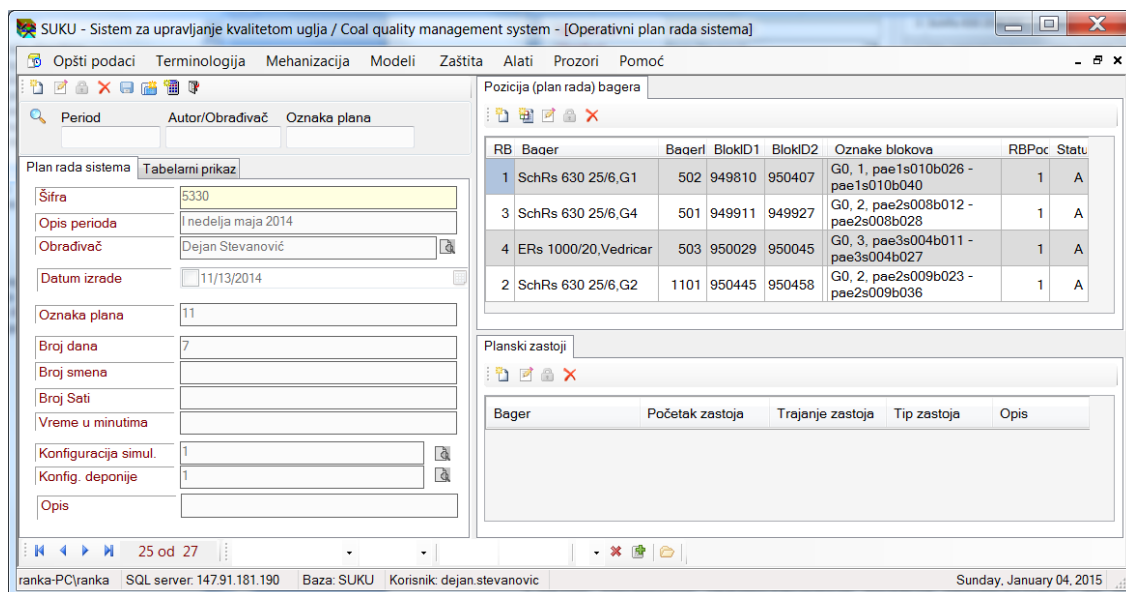 SUKU - Sistem za upravljanje kvalitetom uglja / Coal quality management system - [Operativni plan rada sistema]
Opšti podaci Terminologija Mehanizacija Modeli Zaštita Alati Prozori Pomoć
Period Autor/Obrađivač Oznaka plana
Plan rada sistema Tabelarni prikaz
Šifra 5330
Opis perioda I nedelja maja 2014
Obrađivač Dejan Stevanović
Datum izrade 11/13/2014
Oznaka plana 11
Broj dana 7
Broj smena
Broj Sati
Vreme u minutima
Konfiguracija simul. 1
Konfig. deponije 1
Opis
Pozicija (plan rada) bagera
RB Bager BagerI BlokID1 BlokID2 Oznake blokova RBPoc Statu
1 SchRs 630 25/6,G1 502 949810 950407 G0, 1, pae1s010b026 -
pae1s010b040 1 A
3 SchRs 630 25/6,G4 501 949911 949927 G0, 2, pae2s008b012 -
pae2s008b028 1 A
4 ERs 1000/20,Vedricar 503 950029 950045 G0, 3, pae3s004b011 -
pae3s004b027 1 A
2 SchRs 630 25/6,G2 1101 950445 950458 G0, 2, pae2s009b023 -
pae2s009b036 1 A
Planski zastoji
Bager Početak zastoja Trajanje zastoja Tip zastoja Opis
25 od 27
ranka-PC\ranka SQL server: 147.91.181.190 Baza: SUKU Korisnik: dejan.stevanovic Sunday, January 04, 2015